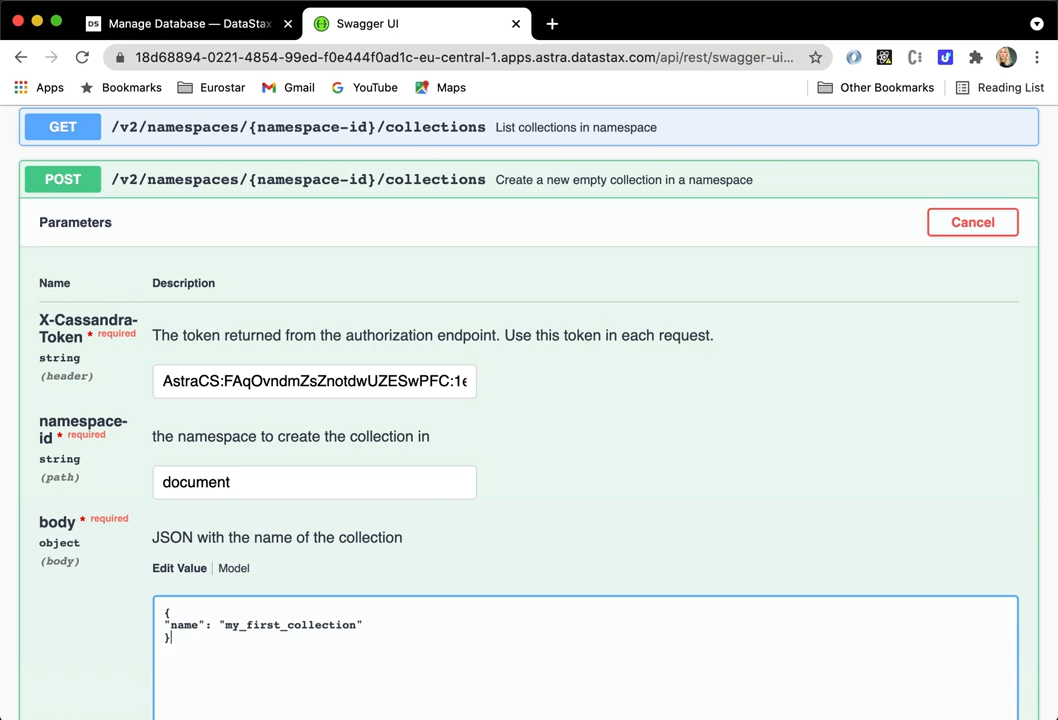 DS Manage Database — DataStax
Swagger UI
18d68894-0221-4854-99ed-f0e444f0ad1c-eu-central-1.apps.astra.datastax.com/api/rest/swagger-ui...
Apps Bookmarks Eurostar Gmail YouTube Maps Other Bookmarks Reading List
GET /v2/namespaces/{namespace-id}/collections List collections in namespace
POST /v2/namespaces/{namespace-id}/collections Create a new empty collection in a namespace
Parameters Cancel
Name Description
X-Cassandra-
Token * required
string
(header)
The token returned from the authorization endpoint. Use this token in each request.
AstraCS:FAqOvndmZsZnotdwUZESwPFC:1e
namespace-
id * required
string
(path)
the namespace to create the collection in
document
body * required
object
(body)
JSON with the name of the collection
Edit Value | Model
{
"name": "my_first_collection"
}